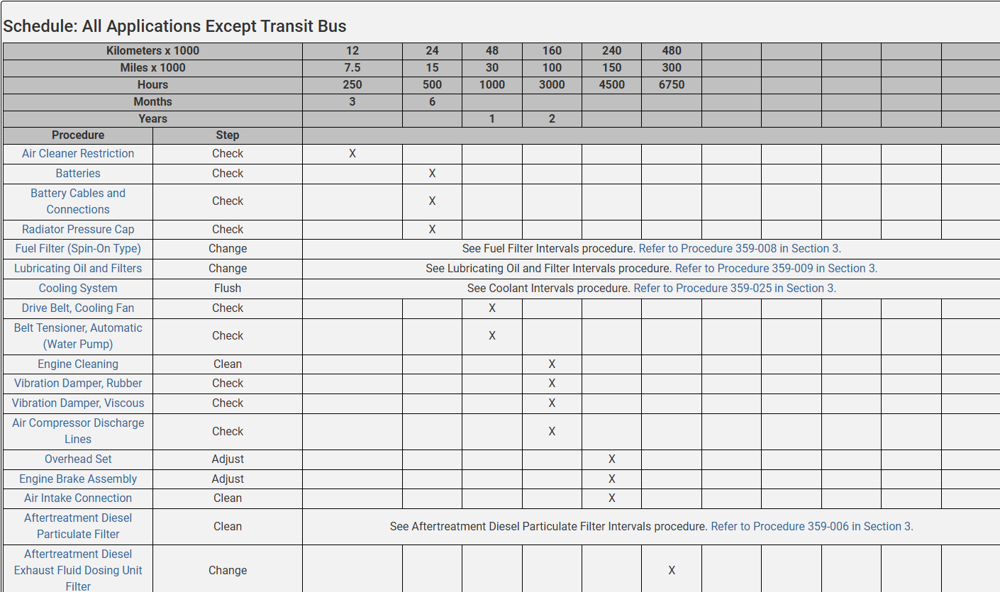 Schedule: All Applications Except Transit Bus
Kilometers x 1000 12 24 48 160 240 480
Miles x 1000 7.5 15 30 100 150 300
Hours 250 500 1000 3000 4500 6750
Months 3 6
Years 1 2
Procedure Step
Air Cleaner Restriction Check X
Batteries Check X
Battery Cables and
Connections Check X
Radiator Pressure Cap Check X
Fuel Filter (Spin-On Type) Change See Fuel Filter Intervals procedure. Refer to Procedure 359-008 in Section 3.
Lubricating Oil and Filters Change See Lubricating Oil and Filter Intervals procedure. Refer to Procedure 359-009 in Section 3.
Cooling System Flush See Coolant Intervals procedure. Refer to Procedure 359-025 in Section 3.
Drive Belt, Cooling Fan Check X
Belt Tensioner, Automatic
(Water Pump) Check X
Engine Cleaning Clean X
Vibration Damper, Rubber Check X
Vibration Damper, Viscous Check X
Air Compressor Discharge
Lines Check X
Overhead Set Adjust X
Engine Brake Assembly Adjust X
Air Intake Connection Clean X
Aftertreatment Diesel
Particulate Filter Clean See Aftertreatment Diesel Particulate Filter Intervals procedure. Refer to Procedure 359-006 in Section 3.
Aftertreatment Diesel
Exhaust Fluid Dosing Unit Change X
Filter